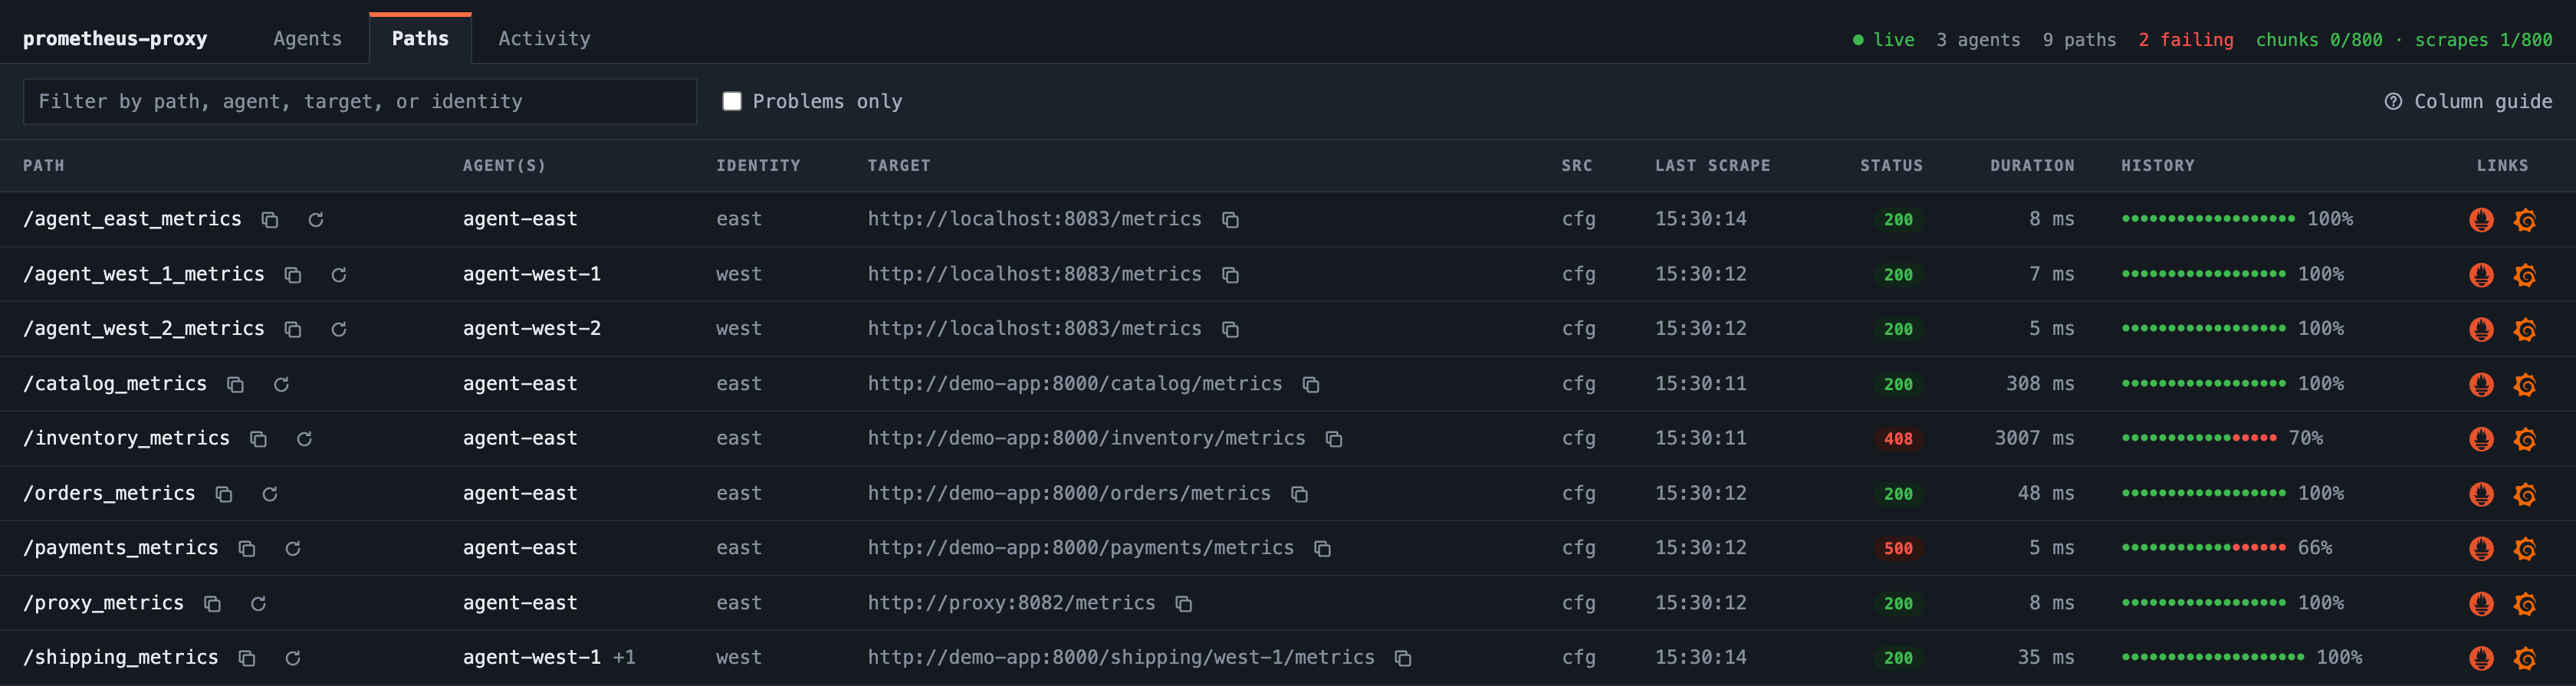 prometheus-proxy Agents Paths Activity live 3 agents 9 paths 2 failing chunks 0/800 · scrapes 1/800
Filter by path, agent, target, or identity Problems only Column guide
PATH AGENT(S) IDENTITY TARGET SRC LAST SCRAPE STATUS DURATION HISTORY LINKS
/agent_east_metrics agent-east east http://localhost:8083/metrics cfg 15:30:14 200 8 ms 100%
/agent_west_1_metrics agent-west-1 west http://localhost:8083/metrics cfg 15:30:12 200 7 ms 100%
/agent_west_2_metrics agent-west-2 west http://localhost:8083/metrics cfg 15:30:12 200 5 ms 100%
/catalog_metrics agent-east east http://demo-app:8000/catalog/metrics cfg 15:30:11 200 308 ms 100%
/inventory_metrics agent-east east http://demo-app:8000/inventory/metrics cfg 15:30:11 408 3007 ms 70%
/orders_metrics agent-east east http://demo-app:8000/orders/metrics cfg 15:30:12 200 48 ms 100%
/payments_metrics agent-east east http://demo-app:8000/payments/metrics cfg 15:30:12 500 5 ms 66%
/proxy_metrics agent-east east http://proxy:8082/metrics cfg 15:30:12 200 8 ms 100%
/shipping_metrics agent-west-1 +1 west http://demo-app:8000/shipping/west-1/metrics cfg 15:30:14 200 35 ms 100%